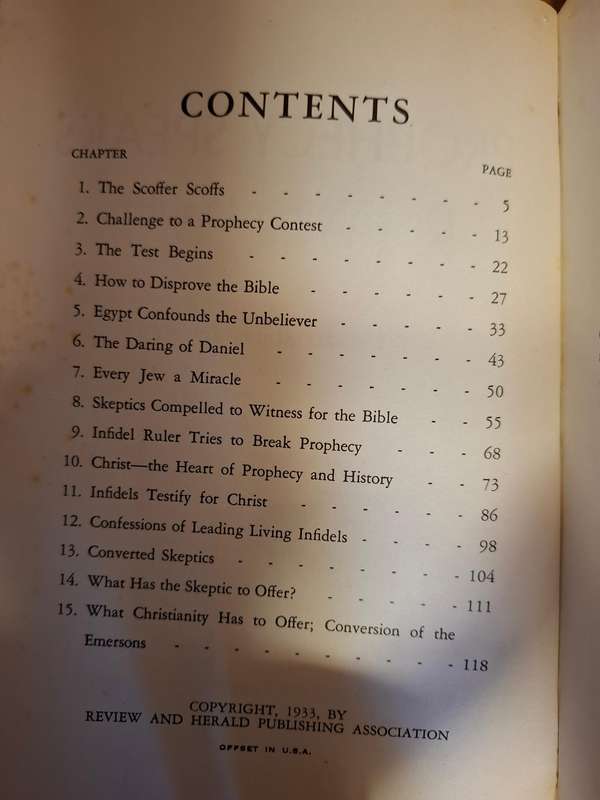 CONTENTS
CHAPTER PAGE
1. The Scoffer Scoffs - - - - - - - - 5
2. Challenge to a Prophecy Contest - - - - - 13
3. The Test Begins - - - - - - - - 22
4. How to Disprove the Bible - - - - - - 27
5. Egypt Confounds the Unbeliever - - - - - 33
6. The Daring of Daniel - - - - - - - 43
7. Every Jew a Miracle - - - - - - - 50
8. Skeptics Compelled to Witness for the Bible - - 55
9. Infidel Ruler Tries to Break Prophecy - - - 68
10. Christ—the Heart of Prophecy and History - - 73
11. Infidels Testify for Christ - - - - - - 86
12. Confessions of Leading Living Infidels - - - - 98
13. Converted Skeptics - - - - - - - - 104
14. What Has the Skeptic to Offer? - - - - - 111
15. What Christianity Has to Offer; Conversion of the
Emersons - - - - - - - - - - 118
COPYRIGHT, 1933, BY
REVIEW AND HERALD PUBLISHING ASSOCIATION
OFFSET IN U.S.A.